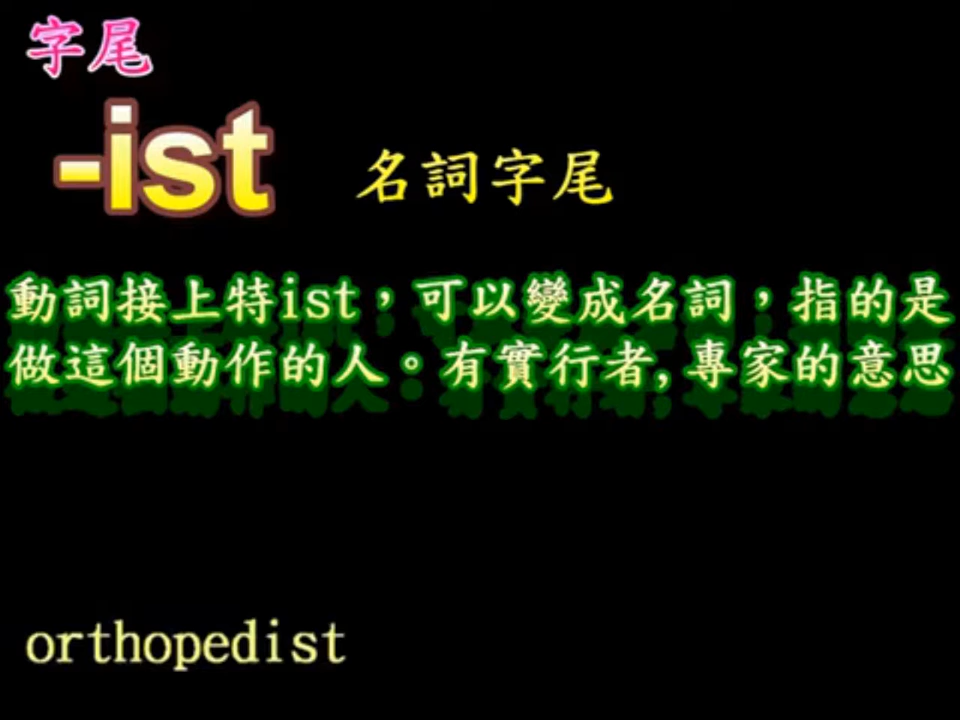 字尾
-ist 名詞字尾
動詞接上特ist，可以變成名詞，指的是
做這個動作的人。有實行者,專家的意思
orthopedist